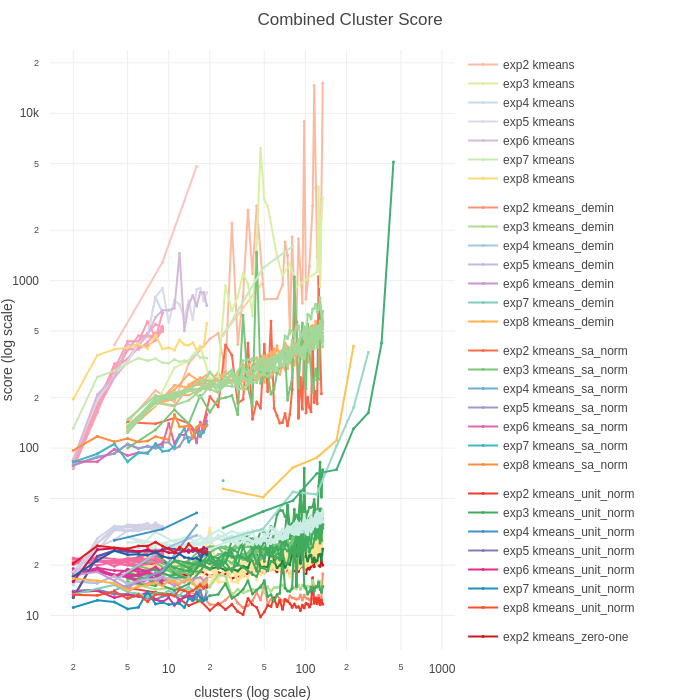 Combined Cluster Score
2
10k
5
2
1000
5
2
100
5
2
10
score (log scale)
2
5
10
2
5
100
2
5
1000
clusters (log scale)
exp2 kmeans
exp3 kmeans
exp4 kmeans
exp5 kmeans
exp6 kmeans
exp7 kmeans
exp8 kmeans
exp2 kmeans_demin
exp3 kmeans_demin
exp4 kmeans_demin
exp5 kmeans_demin
exp6 kmeans_demin
exp7 kmeans_demin
exp8 kmeans_demin
exp2 kmeans_sa_norm
exp3 kmeans_sa_norm
exp4 kmeans_sa_norm
exp5 kmeans_sa_norm
exp6 kmeans_sa_norm
exp7 kmeans_sa_norm
exp8 kmeans_sa_norm
exp2 kmeans_unit_norm
exp3 kmeans_unit_norm
exp4 kmeans_unit_norm
exp5 kmeans_unit_norm
exp6 kmeans_unit_norm
exp7 kmeans_unit_norm
exp8 kmeans_unit_norm
exp2 kmeans_zero-one